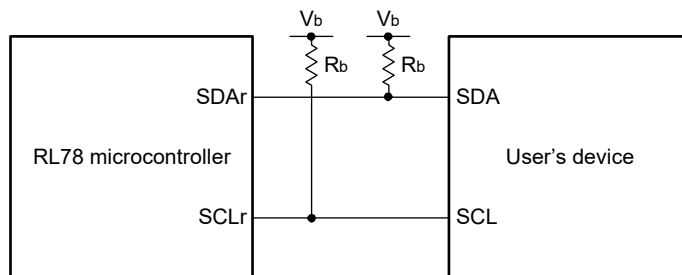 Vb Vb
Rb Rb
SDAr SDA
RL78 microcontroller User’s device
SCLr SCL